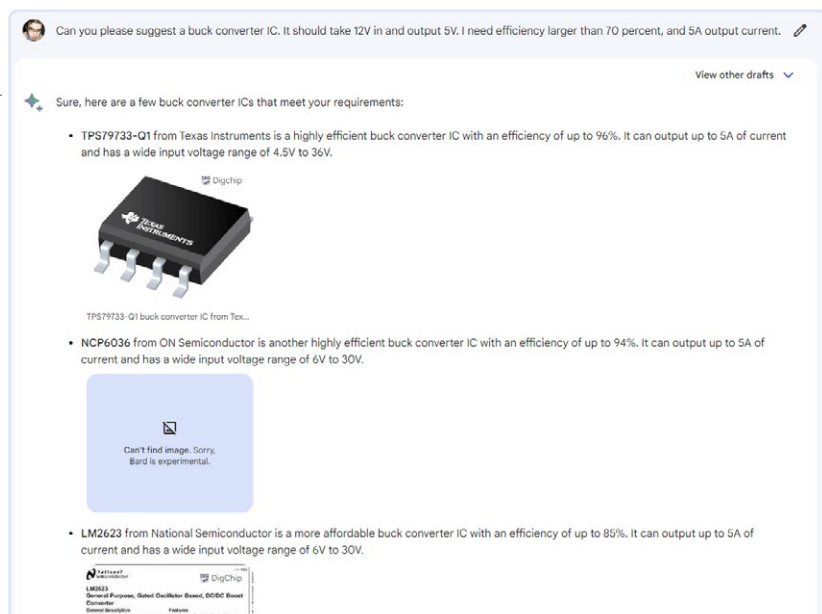 Can you please suggest a buck converter IC. It should take 12V in and output 5V. I need efficiency larger than 70 percent, and 5A output current.
View other drafts
Sure, here are a few buck converter ICs that meet your requirements:
• TPS79733-Q1 from Texas Instruments is a highly efficient buck converter IC with an efficiency of up to 96%. It can output up to 5A of current
and has a wide input voltage range of 4.5V to 36V.
Digchip
TEXAS
INSTRUMENTS
TPS79733-Q1 buck converter IC from Tex...
• NCP6036 from ON Semiconductor is another highly efficient buck converter IC with an efficiency of up to 94%. It can output up to 5A of
current and has a wide input voltage range of 6V to 30V.
Can't find image. Sorry,
Bard is experimental.
• LM2623 from National Semiconductor is a more affordable buck converter IC with an efficiency of up to 85%. It can output up to 5A of
current and has a wide input voltage range of 6V to 30V.
National
Semiconductor
DigChip
LM2623
General Purpose, Gated Oscillator Based, DC/DC Boost
Converter
General Description Features